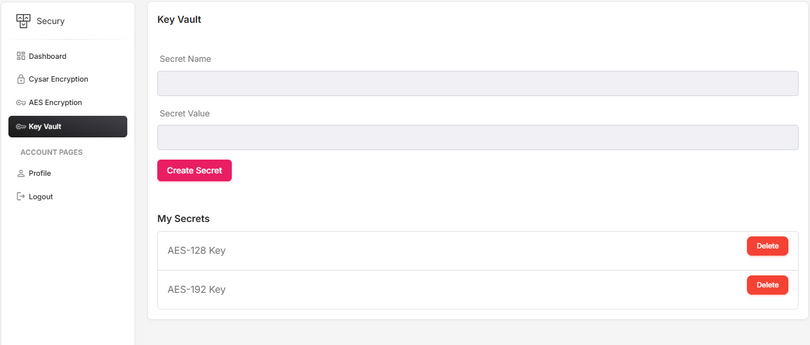 Secury
Dashboard
Cysar Encryption
AES Encryption
Key Vault
ACCOUNT PAGES
Profile
Logout
Key Vault
Secret Name
Secret Value
Create Secret
My Secrets
AES-128 Key
Delete
AES-192 Key
Delete